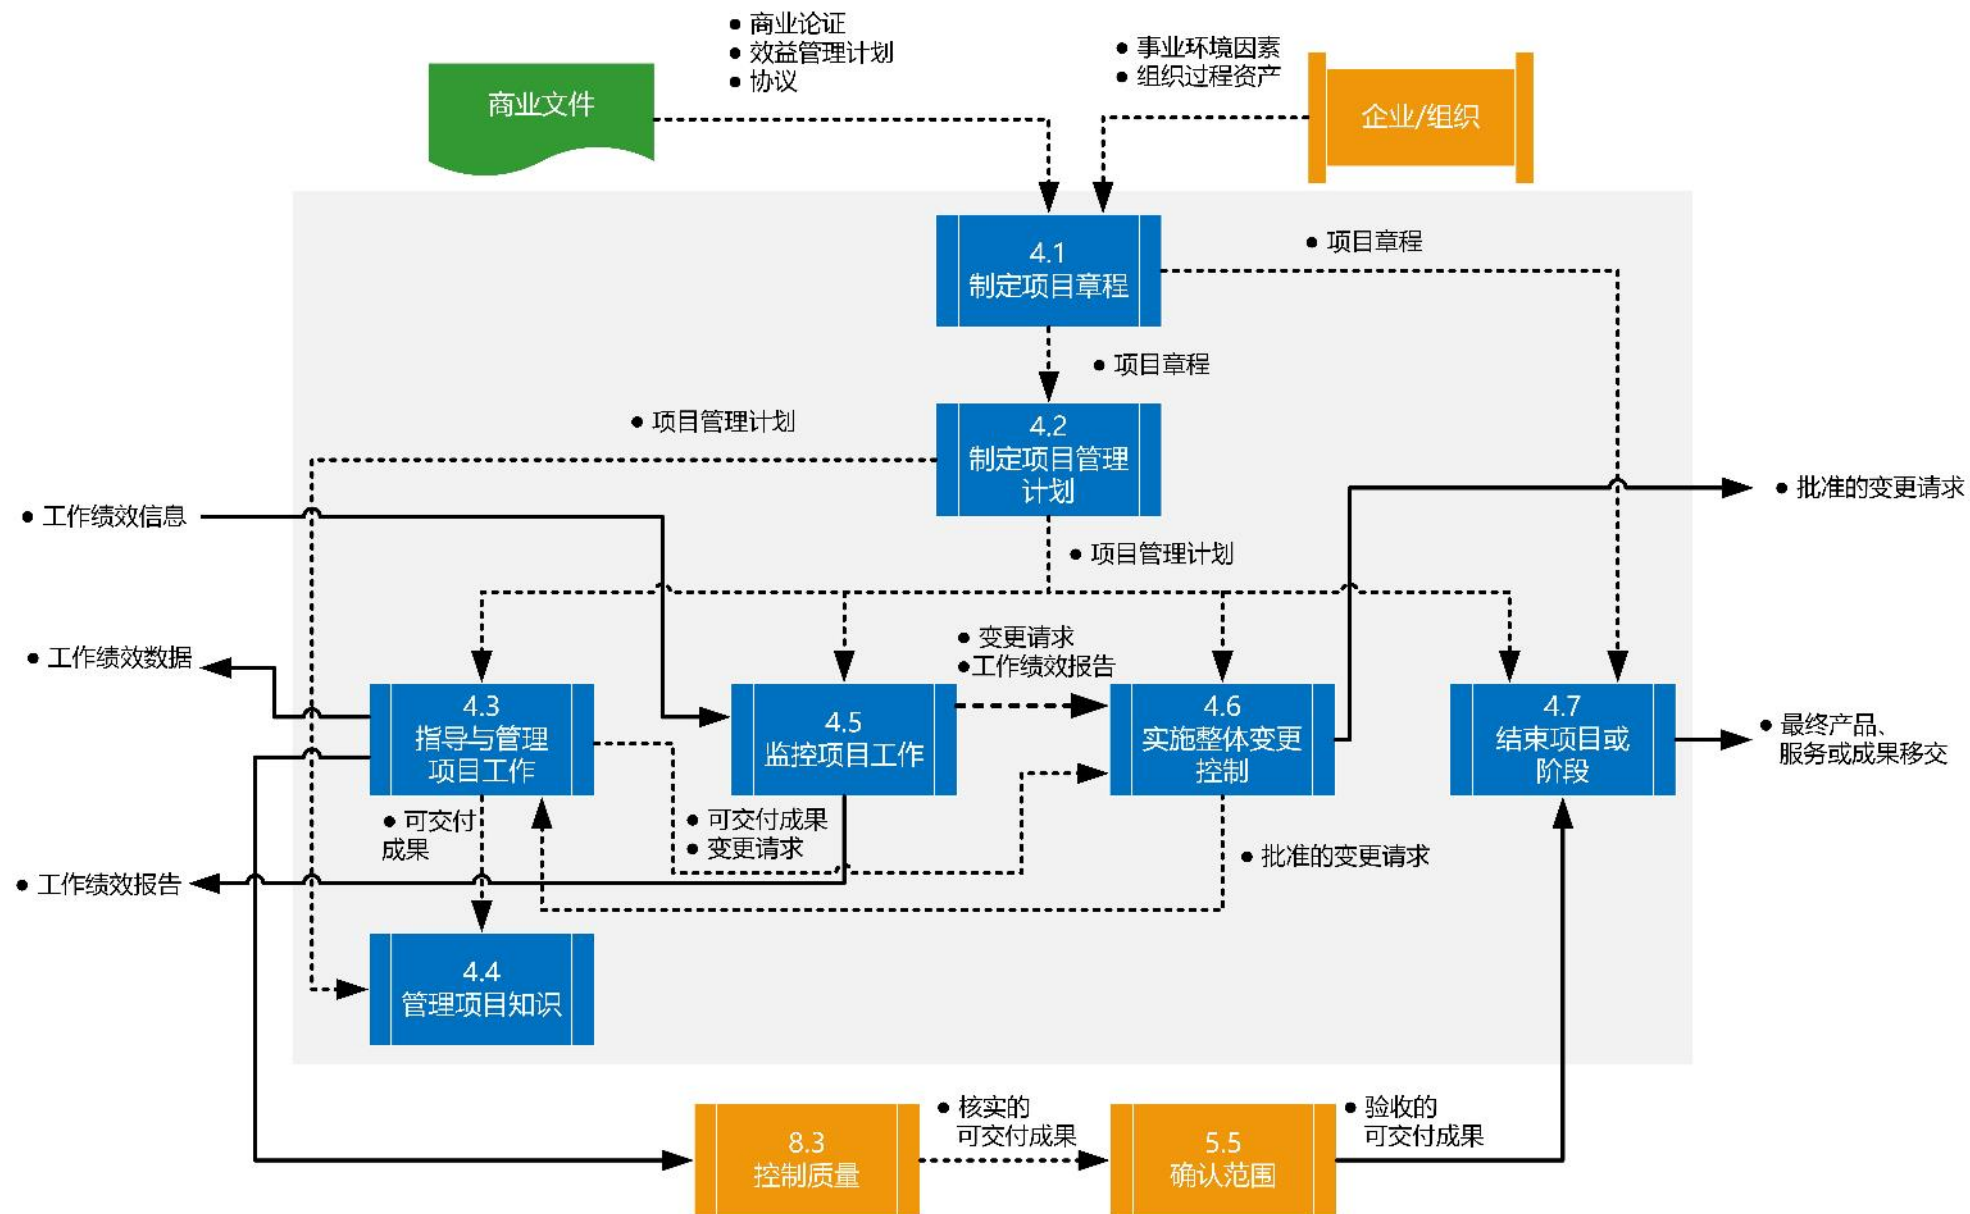 ● 商业论证
● 效益管理计划
● 协议
● 事业环境因素
● 组织过程资产
商业文件
企业/组织
4.1
制定项目章程
● 项目章程
● 项目章程
● 项目管理计划
4.2
制定项目管理
计划
● 批准的变更请求
● 工作绩效信息
● 项目管理计划
● 变更请求
●工作绩效报告
● 工作绩效数据
4.3
指导与管理
项目工作
4.5
监控项目工作
4.6
实施整体变更
控制
4.7
结束项目或
阶段
● 最终产品、
服务或成果移交
● 可交付
成果
● 可交付成果
● 变更请求
● 批准的变更请求
● 工作绩效报告
4.4
管理项目知识
● 核实的
可交付成果
● 验收的
可交付成果
8.3
控制质量
5.5
确认范围